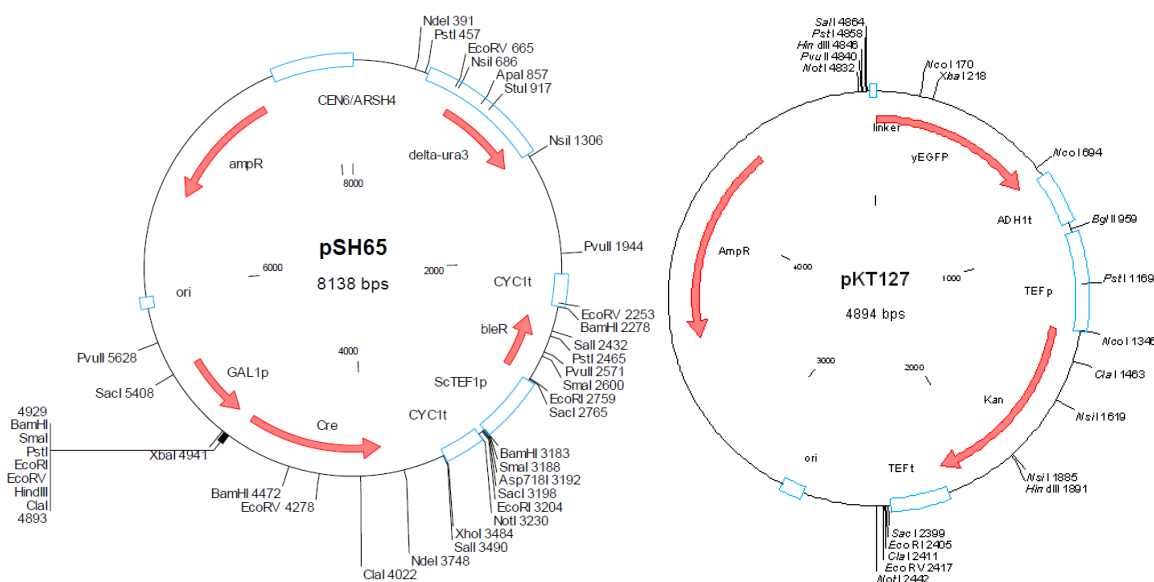 NdeI 391
PstI 457
EcoRV 665
NsiI 686
ApaI 857
StuI 917
NsiI 1306
PvuII 1944
CYC1t
EcoRV 2253
BamHI 2278
SalI 2432
PstI 2465
PvuII 2571
SmaI 2600
EcoRI 2759
SacI 2765
BamHI 3183
SmaI 3188
Asp718I 3192
SacI 3198
EcoRI 3204
NotI 3230
XhoI 3484
SalI 3490
NdeI 3748
ClaI 4022
EcoRV 4278
BamHI 4472
XbaI 4941
4929
BamHI
SmaI
PstI
EcoRI
EcoRV
HindIII
ClaI
4893
SacI 5408
PvuII 5628
CEN6/ARSH4
ampR
delta-ura3
8000
pSH65
8138 bps
6000
2000
4000
ori
bleR
ScTEF1p
CYC1t
GAL1p
Cre
SalI 4864
PstI 4858
Hin dIII 4846
PvuII 4840
NotI 4832
NcoI 170
XbaI 218
linker
yEGFP
NcoI 694
ADH1t
BglII 959
PstI 1169
TEFp
NcoI 1346
ClaI 1463
NsiI 1619
Kan
NsiI 1885
Hin dIII 1891
TEFt
SacI 2399
EcoRI 2405
ClaI 2411
EcoRV 2417
NotI 2442
ori
AmpR
pKT127
4894 bps
1000
2000
3000
4000